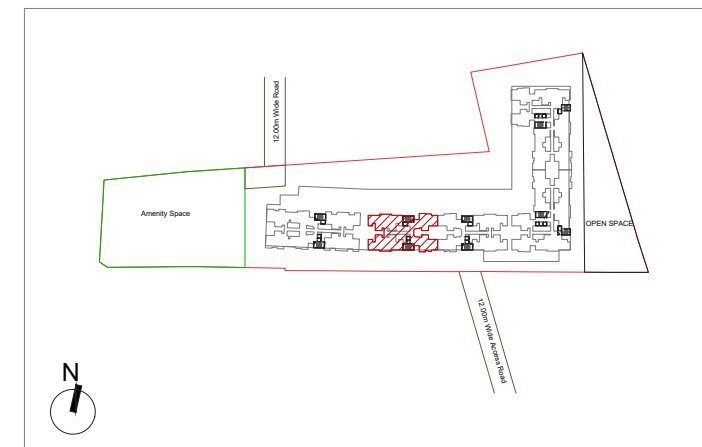 12.00m Wide Road
Amenity Space
OPEN SPACE
12.00m Wide Access Road
N